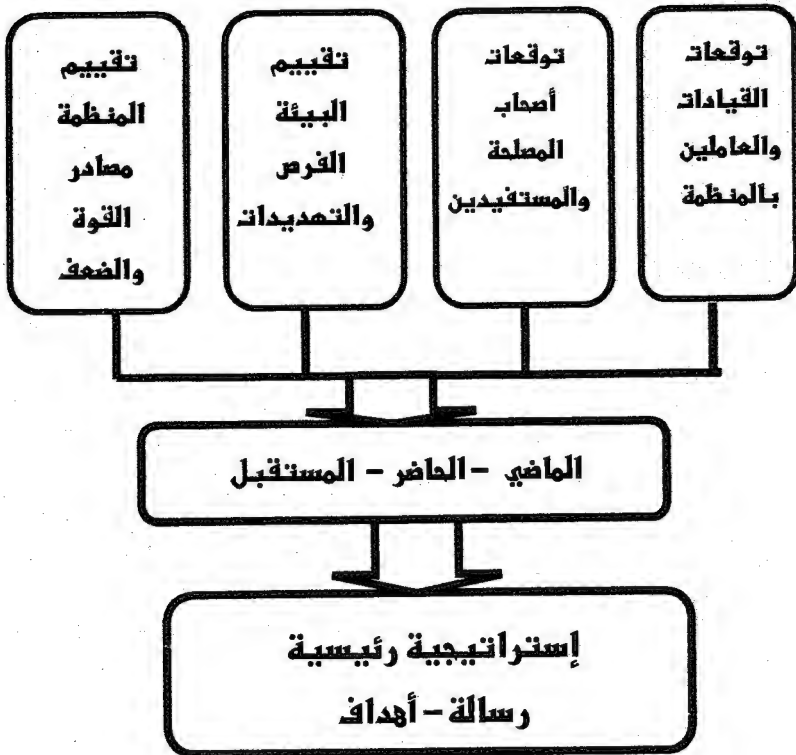 توقعات
القيادات
والعاملين
بالمنظمة
توقعات
أصحاب
المصلحة
والمستفيدين
تقييم
البيئة
الفرص
والتهديدات
تقييم
المنظمة
مصادر
القوة
والضعف
الماضي - الحاضر - المستقبل
إستراتيجية رئيسية
رسالة - أهداف